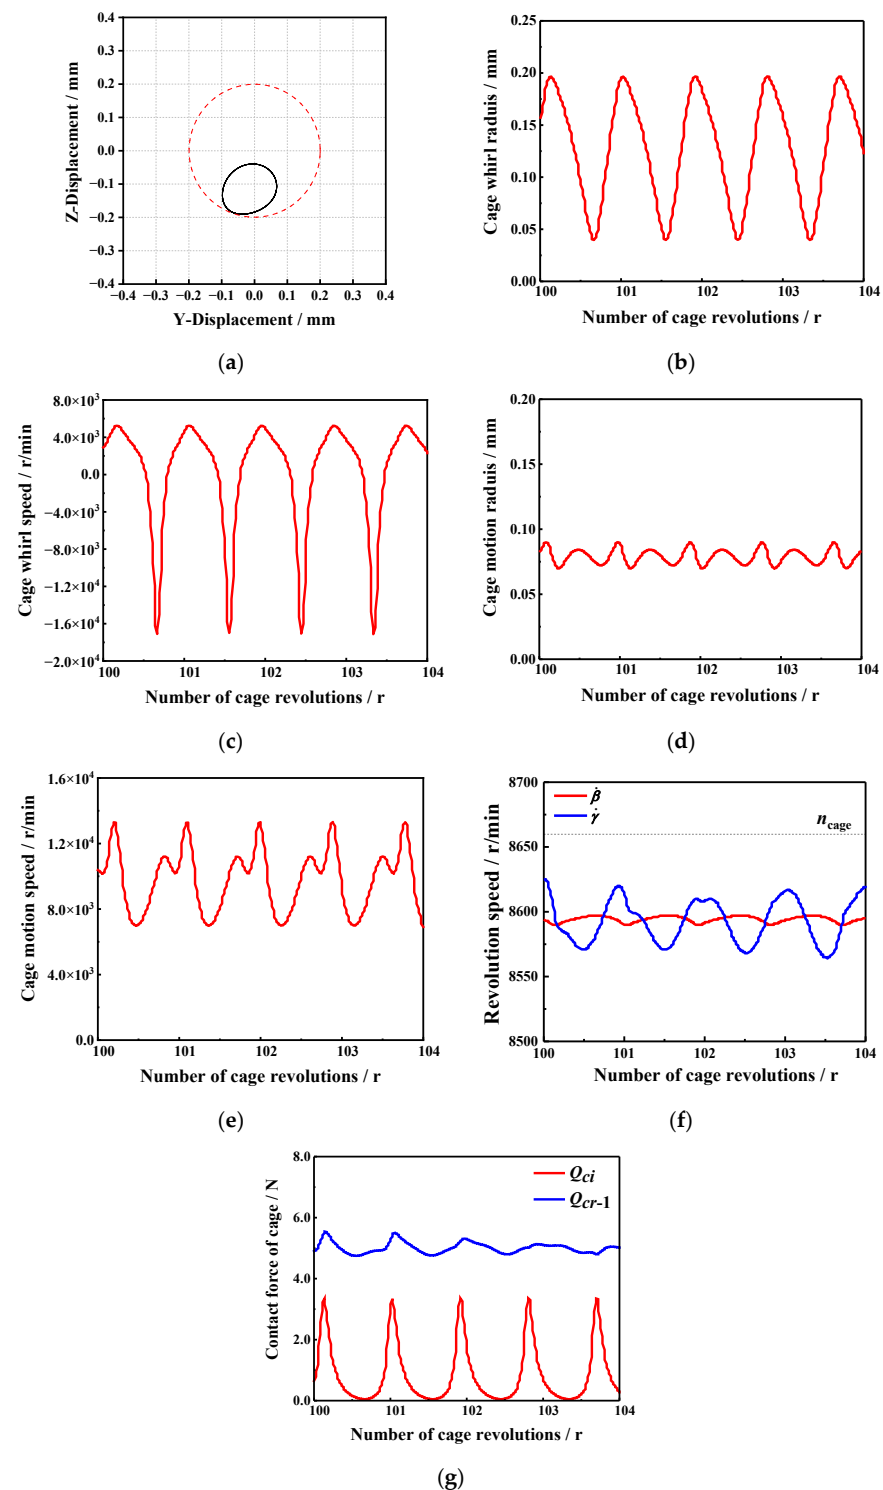 0.4
0.3
0.2
0.1
0.0
−0.1
−0.2
−0.3
−0.4
Z-Displacement / mm
−0.4 −0.3 −0.2 −0.1 0.0 0.1 0.2 0.3 0.4
Y-Displacement / mm
(a)
0.25
0.20
0.15
0.10
0.05
0.00
Cage whirl raduis / mm
100 101 102 103 104
Number of cage revolutions / r
(b)
8.0×10³
4.0×10³
0.0
−4.0×10³
−8.0×10³
−1.2×10⁴
−1.6×10⁴
−2.0×10⁴
Cage whirl speed / r/min
100 101 102 103 104
Number of cage revolutions / r
(c)
0.20
0.15
0.10
0.05
0.00
Cage motion raduis / mm
100 101 102 103 104
Number of cage revolutions / r
(d)
1.6×10⁴
1.2×10⁴
8.0×10³
4.0×10³
0.0
Cage motion speed / r/min
100 101 102 103 104
Number of cage revolutions / r
(e)
8700
8650
8600
8550
8500
Revolution speed / r/min
β̇
γ̇
n_cage
100 101 102 103 104
Number of cage revolutions / r
(f)
8.0
6.0
4.0
2.0
0.0
Contact force of cage / N
Q_ci
Q_cr-1
100 101 102 103 104
Number of cage revolutions / r
(g)